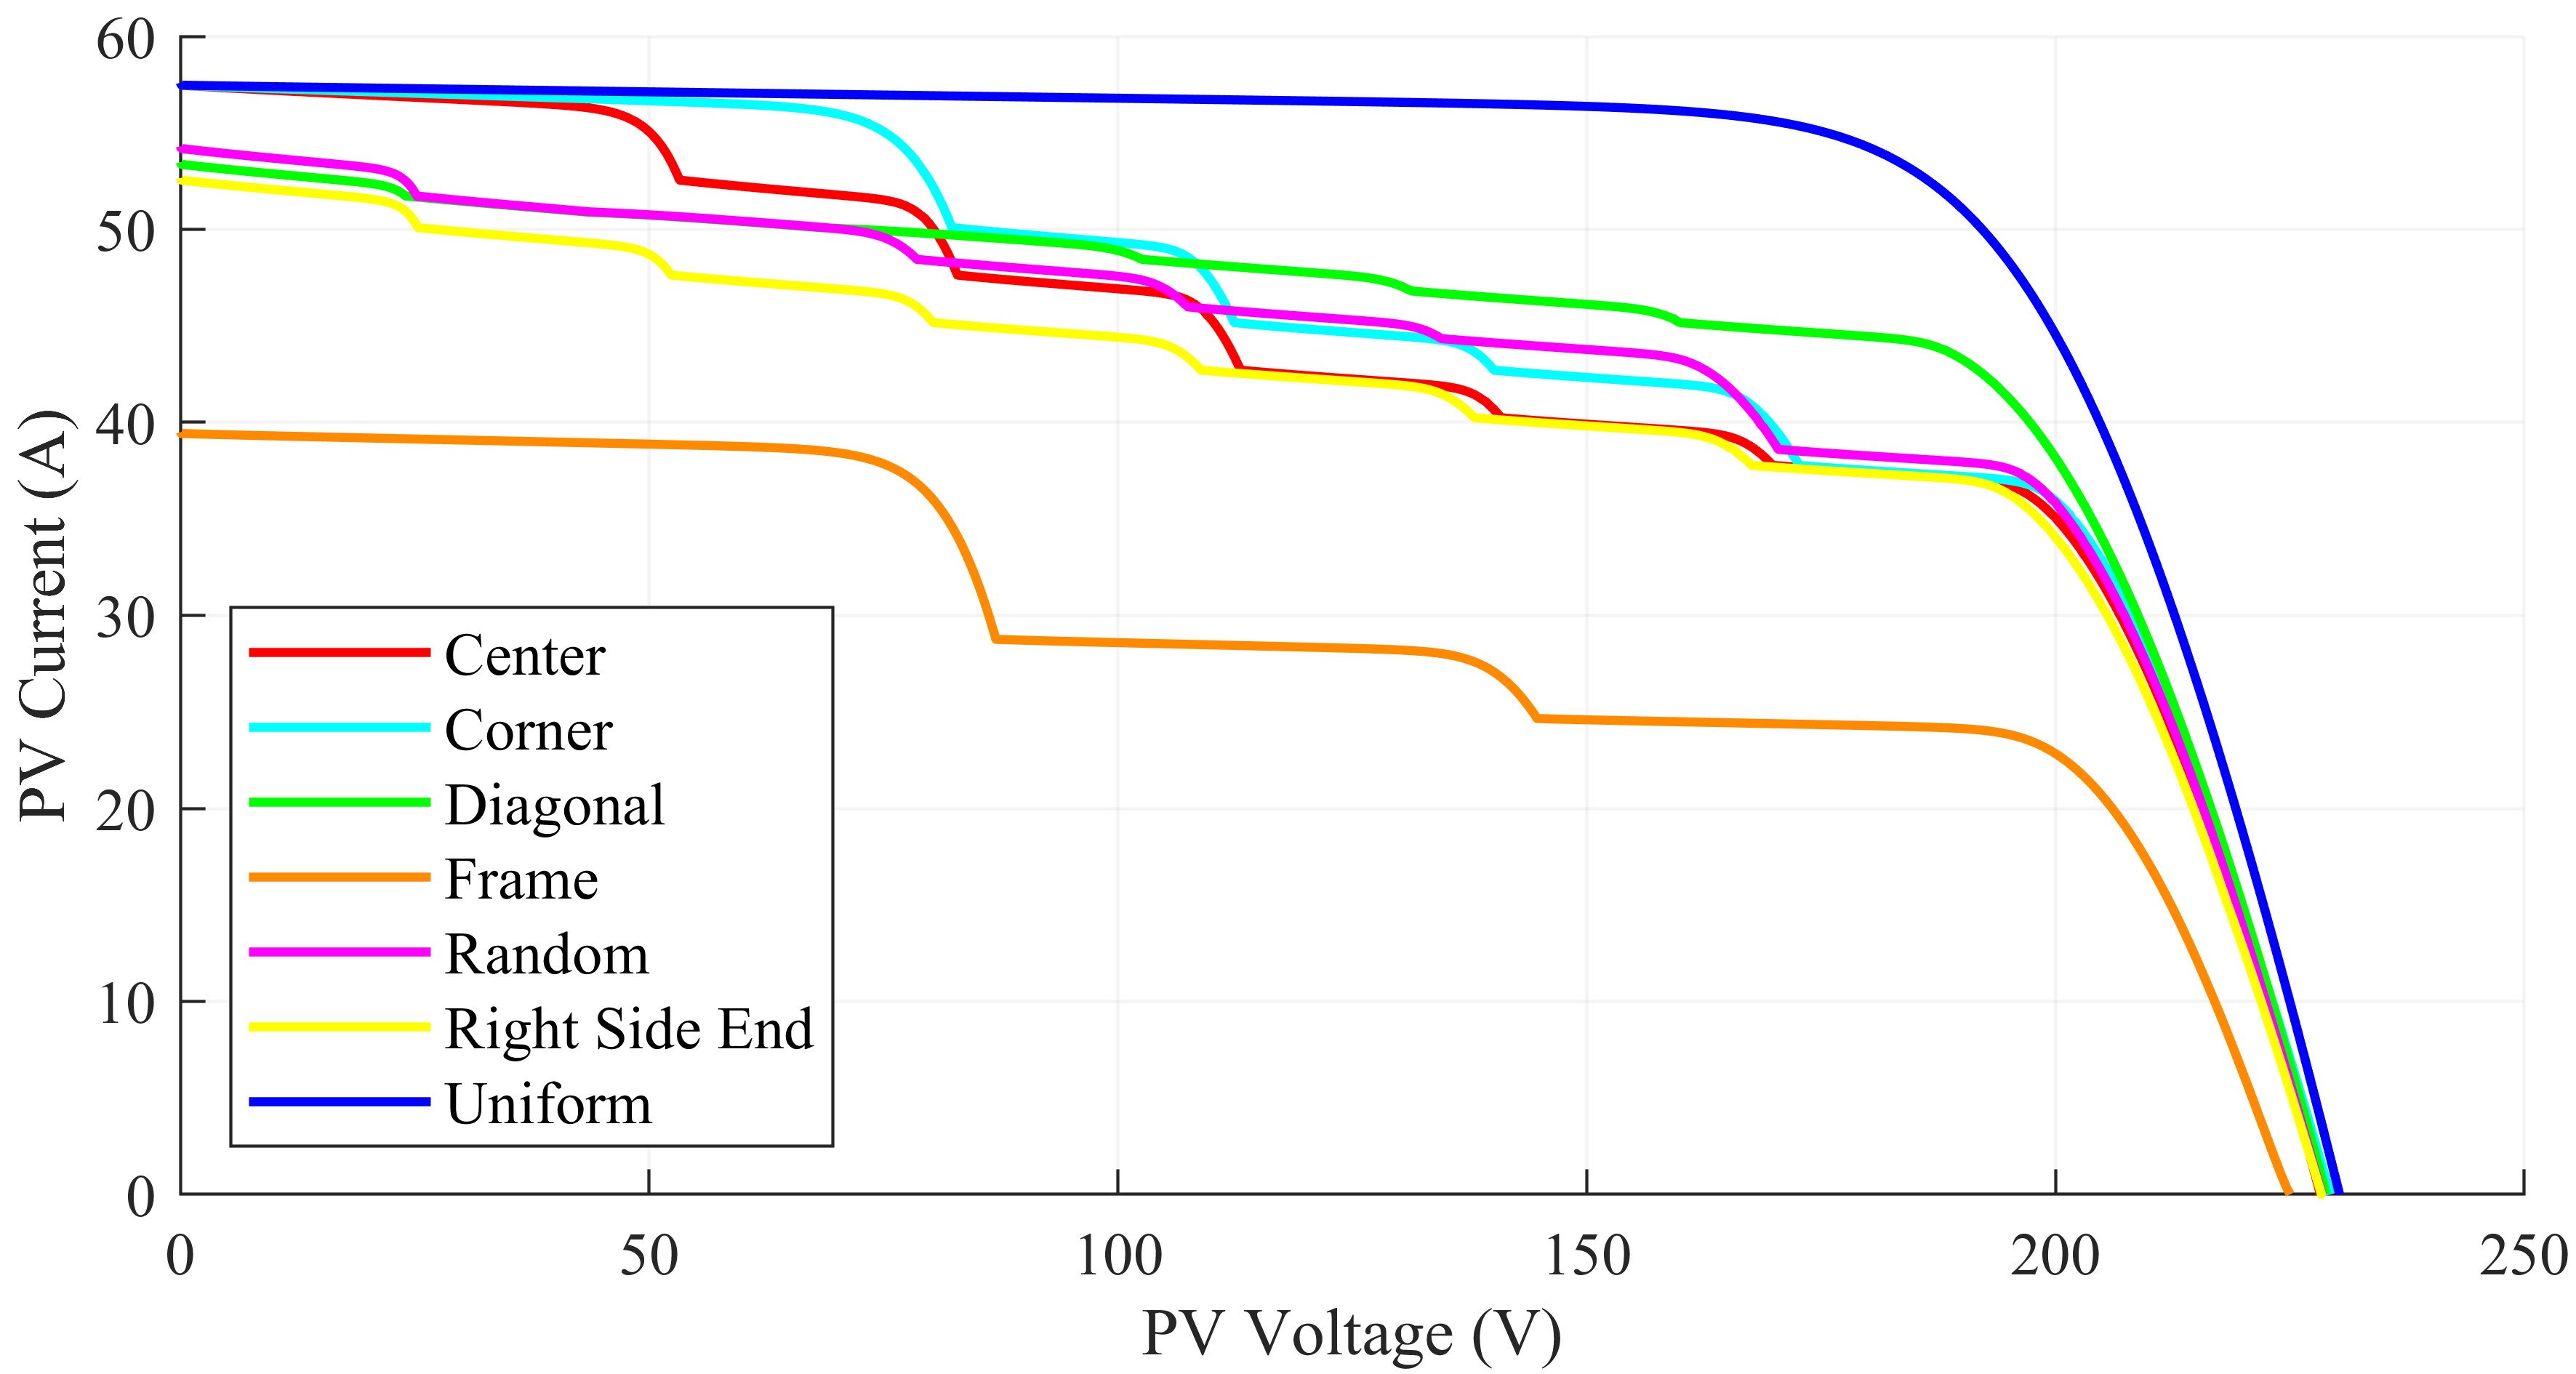 60
50
40
30
20
10
0
PV Current (A)
Center
Corner
Diagonal
Frame
Random
Right Side End
Uniform
0 50 100 150 200 250
PV Voltage (V)